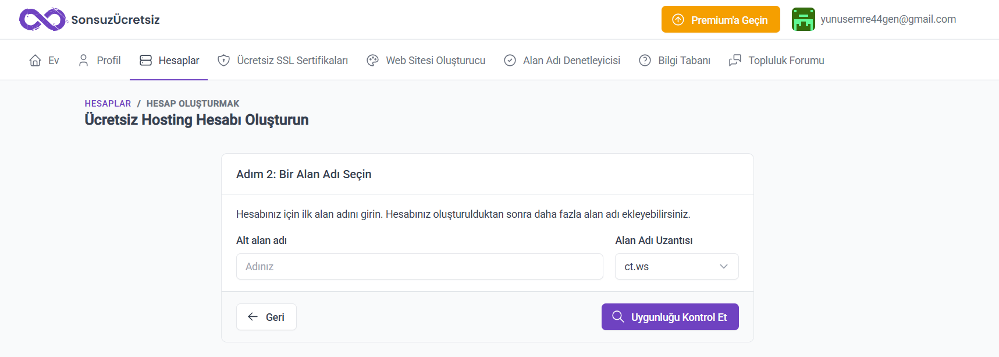 SonsuzÜcretsiz
Premium'a Geçin
yunusemre44gen@gmail.com
Ev
Profil
Hesaplar
Ücretsiz SSL Sertifikaları
Web Sitesi Oluşturucu
Alan Adı Denetleyicisi
Bilgi Tabanı
Topluluk Forumu
HESAPLAR / HESAP OLUŞTURMAK
Ücretsiz Hosting Hesabı Oluşturun
Adım 2: Bir Alan Adı Seçin
Hesabınız için ilk alan adını girin. Hesabınız oluşturulduktan sonra daha fazla alan adı ekleyebilirsiniz.
Alt alan adı
Alan Adı Uzantısı
Adınız
ct.ws
Geri
Uygunluğu Kontrol Et